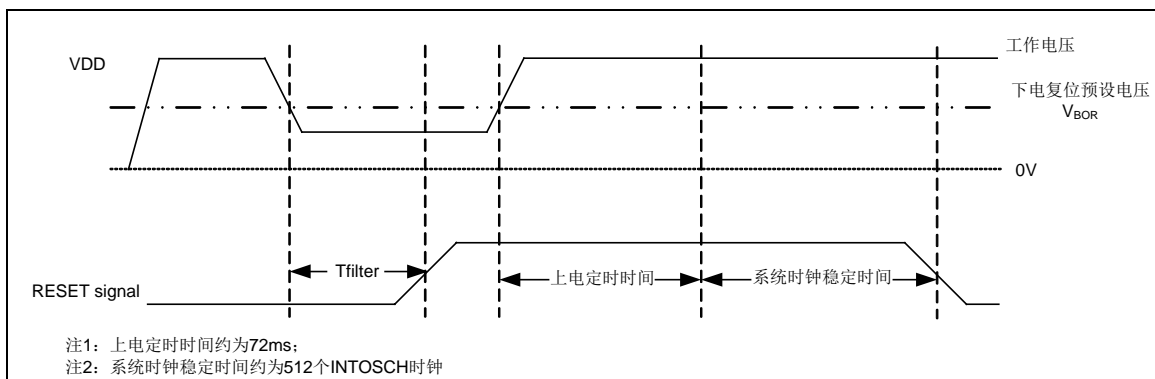 VDD
工作电压
下电复位预设电压
VBOR
0V
Tfilter
上电定时时间
系统时钟稳定时间
RESET signal
注1：上电定时时间约为72ms；
注2：系统时钟稳定时间约为512个INTOSCH时钟